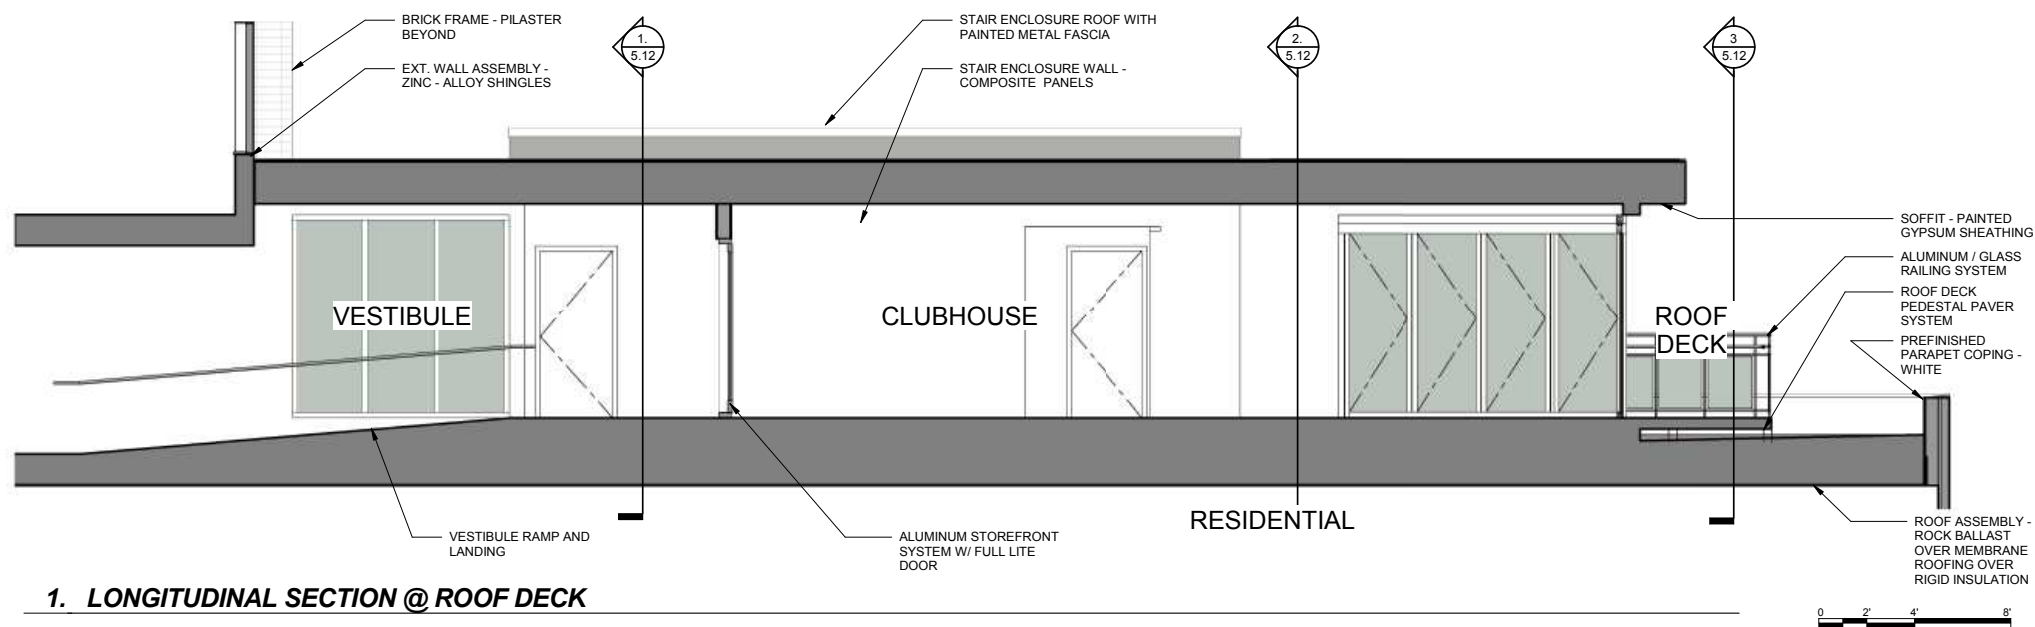 BRICK FRAME - PILASTER
BEYOND
EXT. WALL ASSEMBLY -
ZINC - ALLOY SHINGLES
1.
5.12
STAIR ENCLOSURE ROOF WITH
PAINTED METAL FASCIA
STAIR ENCLOSURE WALL -
COMPOSITE PANELS
2.
5.12
3
5.12
SOFFIT - PAINTED
GYPSUM SHEATHING
ALUMINUM / GLASS
RAILING SYSTEM
ROOF DECK
PEDESTAL PAVER
SYSTEM
PREFINISHED
PARAPET COPING -
WHITE
VESTIBULE
CLUBHOUSE
ROOF
DECK
RESIDENTIAL
VESTIBULE RAMP AND
LANDING
ALUMINUM STOREFRONT
SYSTEM W/ FULL LITE
DOOR
ROOF ASSEMBLY -
ROCK BALLAST
OVER MEMBRANE
ROOFING OVER
RIGID INSULATION
1. LONGITUDINAL SECTION @ ROOF DECK
0 2' 4' 8'